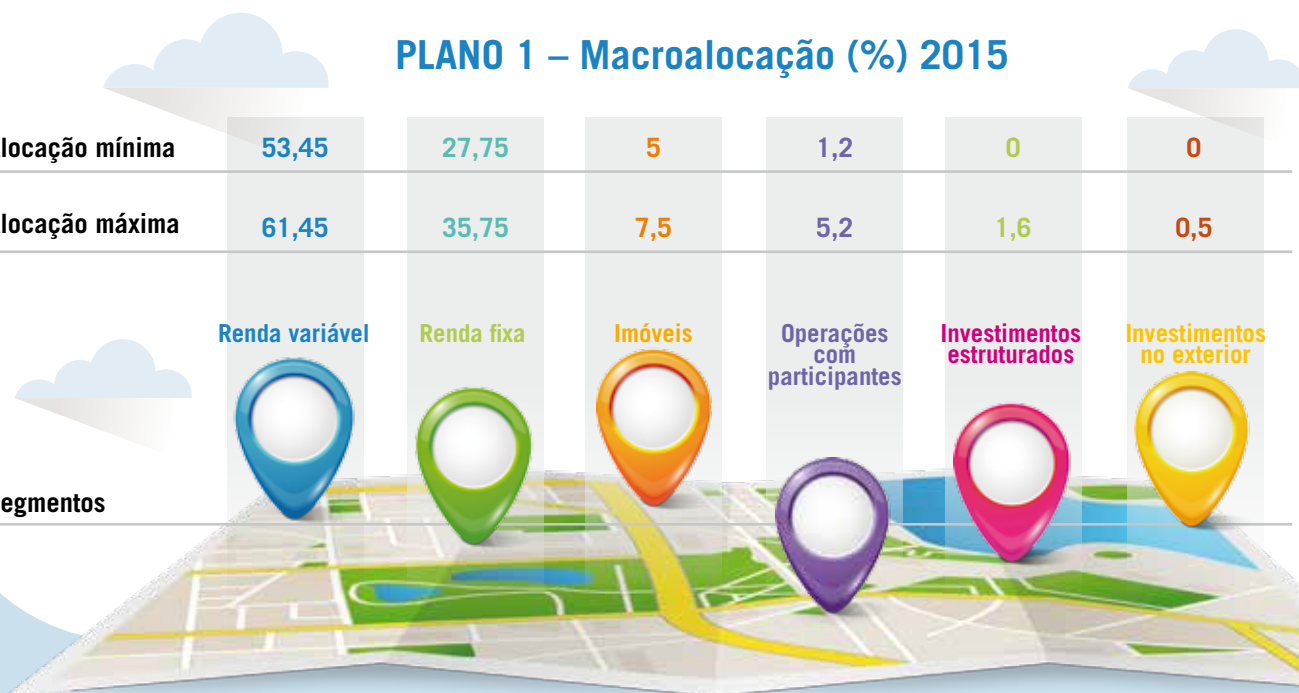 PLANO 1 – Macroalocação (%) 2015
locação mínima 53,45 27,75 5 1,2 0 0
locação máxima 61,45 35,75 7,5 5,2 1,6 0,5
Renda variável Renda fixa Imóveis Operações com participantes Investimentos estruturados Investimentos no exterior
egmentos